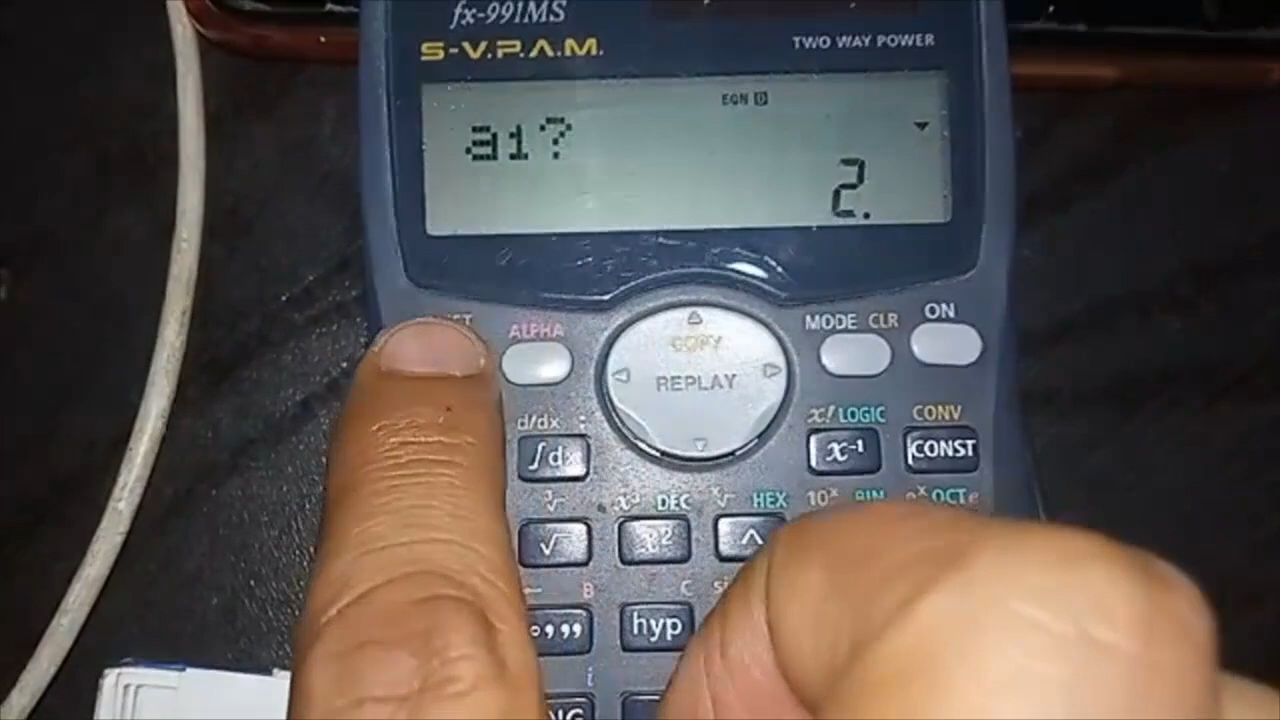 fx-991MS
S-V.P.A.M.
TWO WAY POWER
EQN D
a1?
2.
ALPHA
COPY
REPLAY
MODE CLR
ON
d/dx :
x! LOGIC
CONV
∫dx
x⁻¹
CONST
³√
x³ DEC
ˣ√ HEX
10ˣ BIN
eˣ OCT e
√
x²
^
B
C
° , ,,
hyp
i